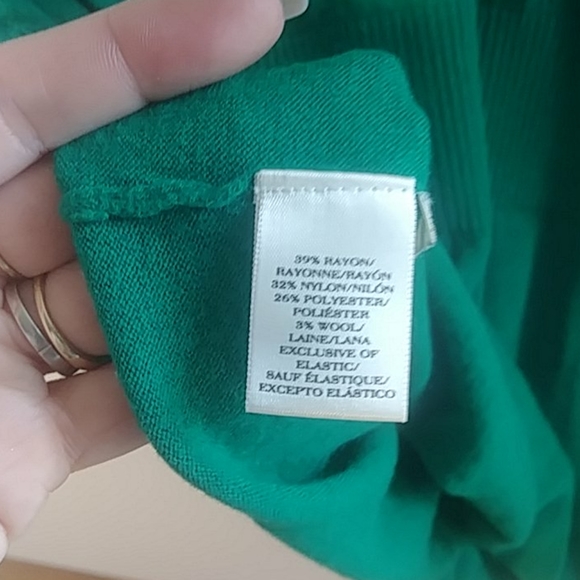 39% RAYON/
RAYONNE/RAYÓN
32% NYLON/NILÓN
26% POLYESTER/
POLIÉSTER
3% WOOL/
LAINE/LANA
EXCLUSIVE OF
ELASTIC/
SAUF ÉLASTIQUE/
EXCEPTO ELÁSTICO